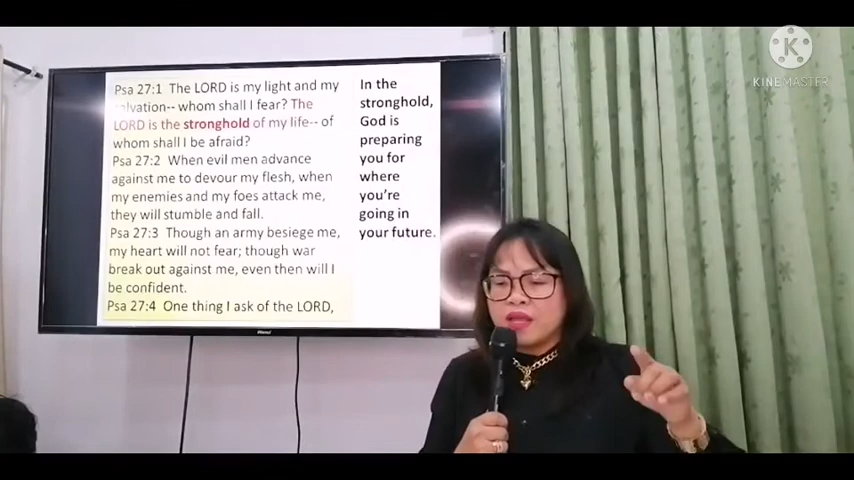 Psa 27:1 The LORD is my light and my
salvation-- whom shall I fear? The
LORD is the stronghold of my life-- of
whom shall I be afraid?
Psa 27:2 When evil men advance
against me to devour my flesh, when
my enemies and my foes attack me,
they will stumble and fall.
Psa 27:3 Though an army besiege me,
my heart will not fear; though war
break out against me, even then will I
be confident.
Psa 27:4 One thing I ask of the LORD,
In the
stronghold,
God is
preparing
you for
where
you're
going in
your future.
K
KINEMASTER